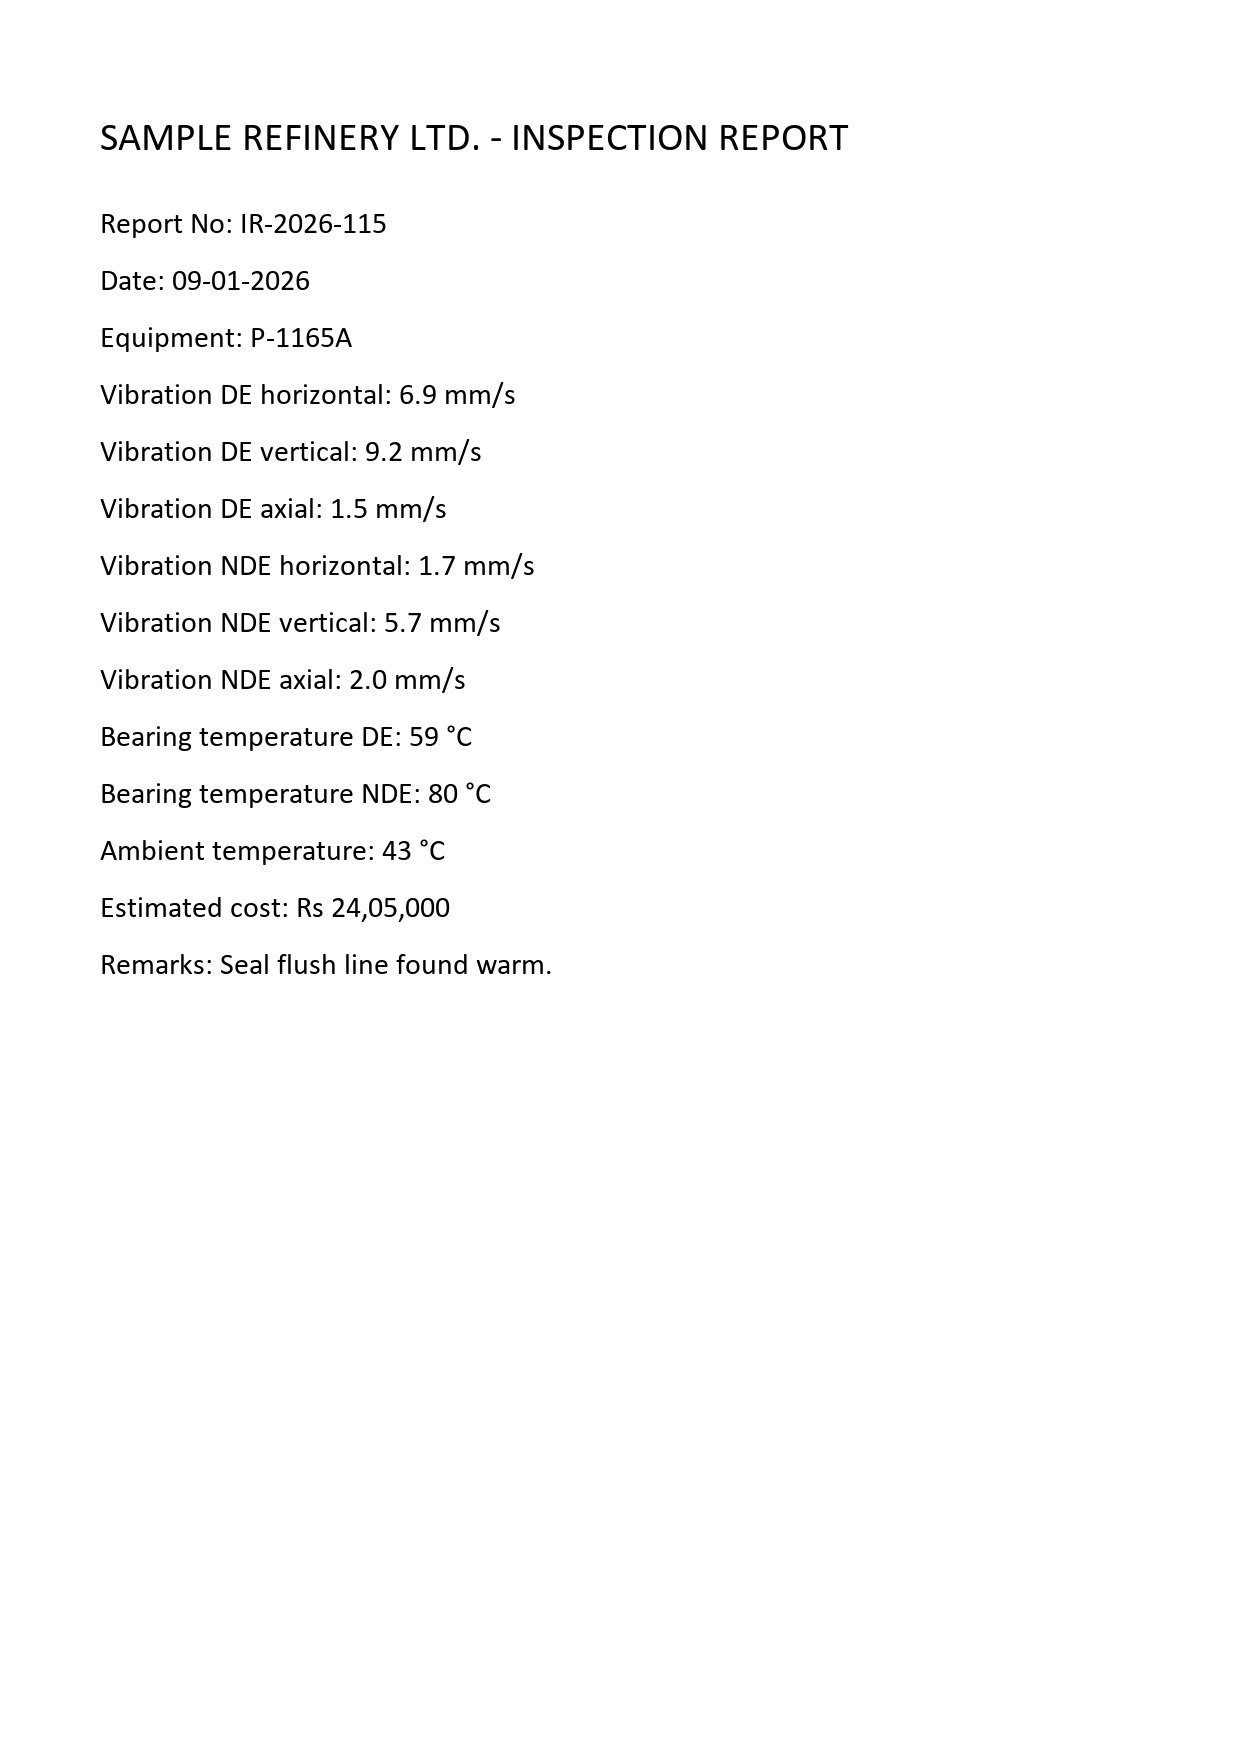 SAMPLE REFINERY LTD. - INSPECTION REPORT
Report No: IR-2026-115
Date: 09-01-2026
Equipment: P-1165A
Vibration DE horizontal: 6.9 mm/s
Vibration DE vertical: 9.2 mm/s
Vibration DE axial: 1.5 mm/s
Vibration NDE horizontal: 1.7 mm/s
Vibration NDE vertical: 5.7 mm/s
Vibration NDE axial: 2.0 mm/s
Bearing temperature DE: 59 °C
Bearing temperature NDE: 80 °C
Ambient temperature: 43 °C
Estimated cost: Rs 24,05,000
Remarks: Seal flush line found warm.